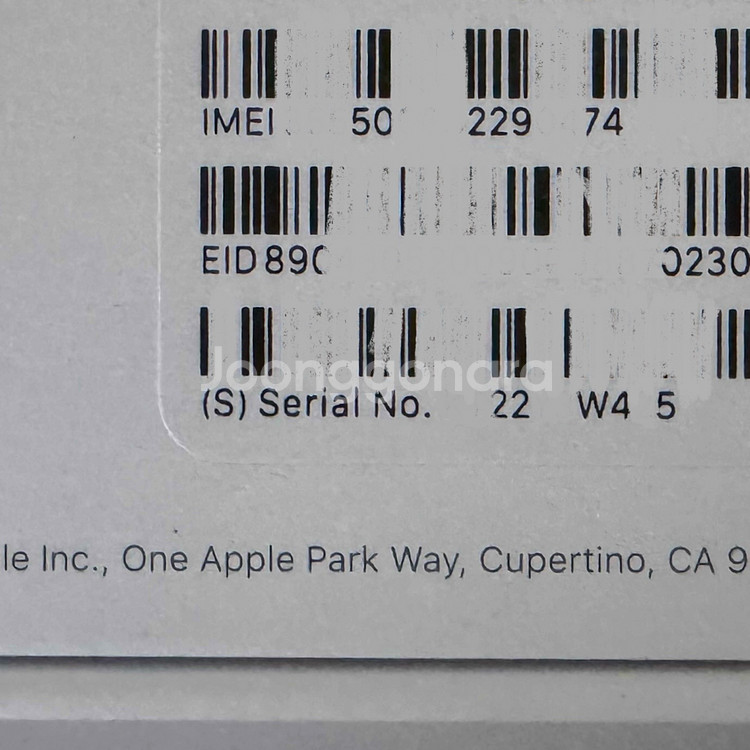 IMEI 50 229 74
EID 890 0230
Joonggonara
(S) Serial No. 22 W4 5
le Inc., One Apple Park Way, Cupertino, CA 9